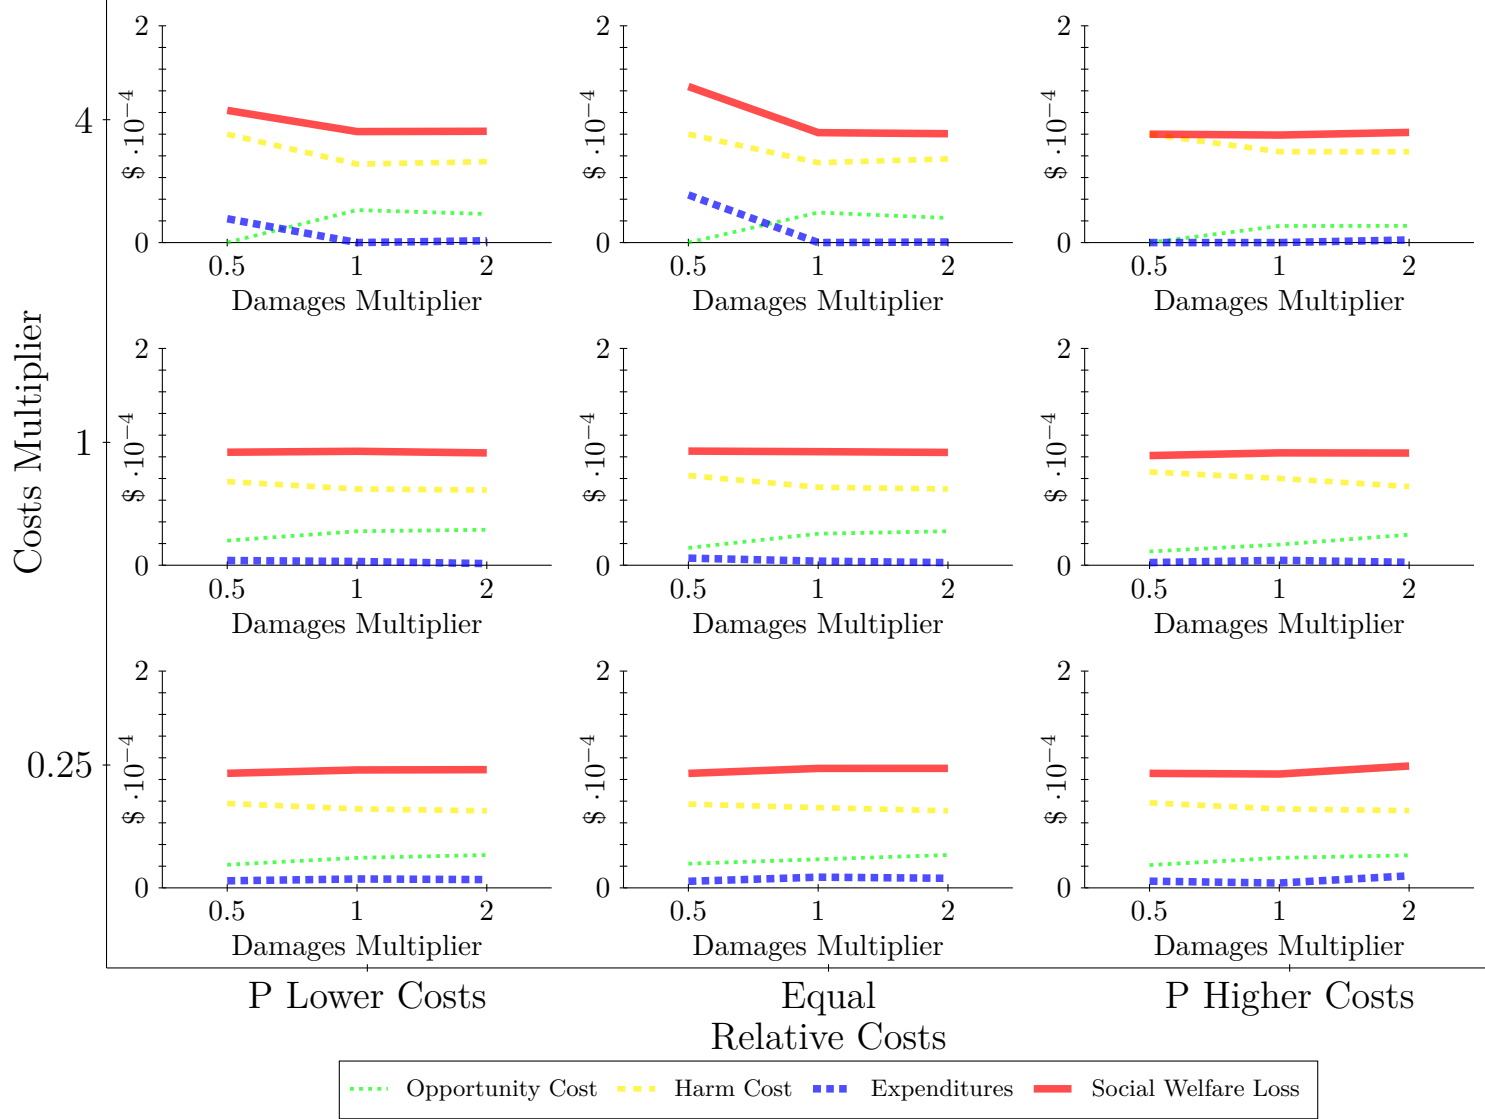 2
2
2
$ ·10−4
$ ·10−4
$ ·10−4
4
0
0
0
0.5 1 2
0.5 1 2
0.5 1 2
Damages Multiplier
Damages Multiplier
Damages Multiplier
Costs Multiplier
2
2
2
$ ·10−4
$ ·10−4
$ ·10−4
1
0
0
0
0.5 1 2
0.5 1 2
0.5 1 2
Damages Multiplier
Damages Multiplier
Damages Multiplier
2
2
2
$ ·10−4
$ ·10−4
$ ·10−4
0.25
0
0
0
0.5 1 2
0.5 1 2
0.5 1 2
Damages Multiplier
Damages Multiplier
Damages Multiplier
P Lower Costs
Equal
P Higher Costs
Relative Costs
Opportunity Cost
Harm Cost
Expenditures
Social Welfare Loss